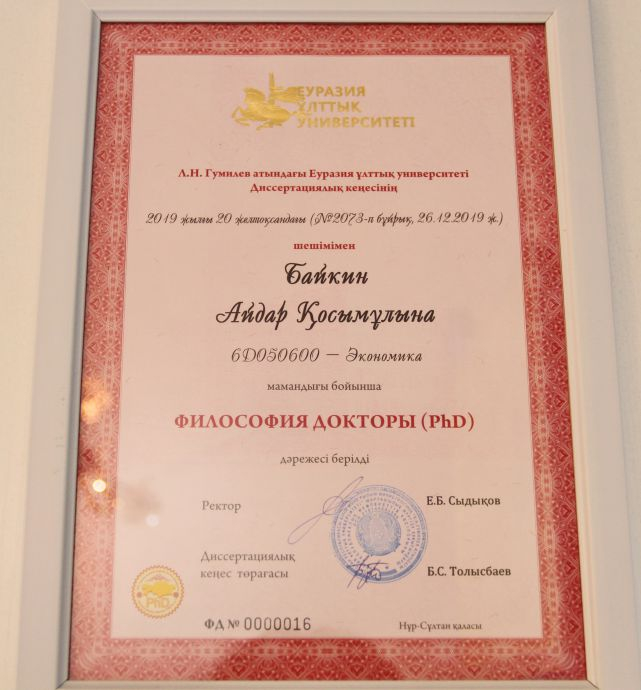 ЕУРАЗИЯ
ҰЛТТЫҚ
УНИВЕРСИТЕТІ
Л.Н. Гумилев атындағы Еуразия ұлттық университеті
Диссертациялық кеңесінің
2019 жылғы 20 желтоқсандағы (№2073-п бұйрық, 26.12.2019 ж.)
шешімімен
Байкин
Айдар Қосымұлына
6D050600 – Экономика
мамандығы бойынша
ФИЛОСОФИЯ ДОКТОРЫ (PhD)
дәрежесі берілді
Ректор
Е.Б. Сыдықов
Диссертациялық
кеңес төрағасы
Б.С. Толысбаев
PhD
ФД № 0000016
Нұр-Сұлтан қаласы